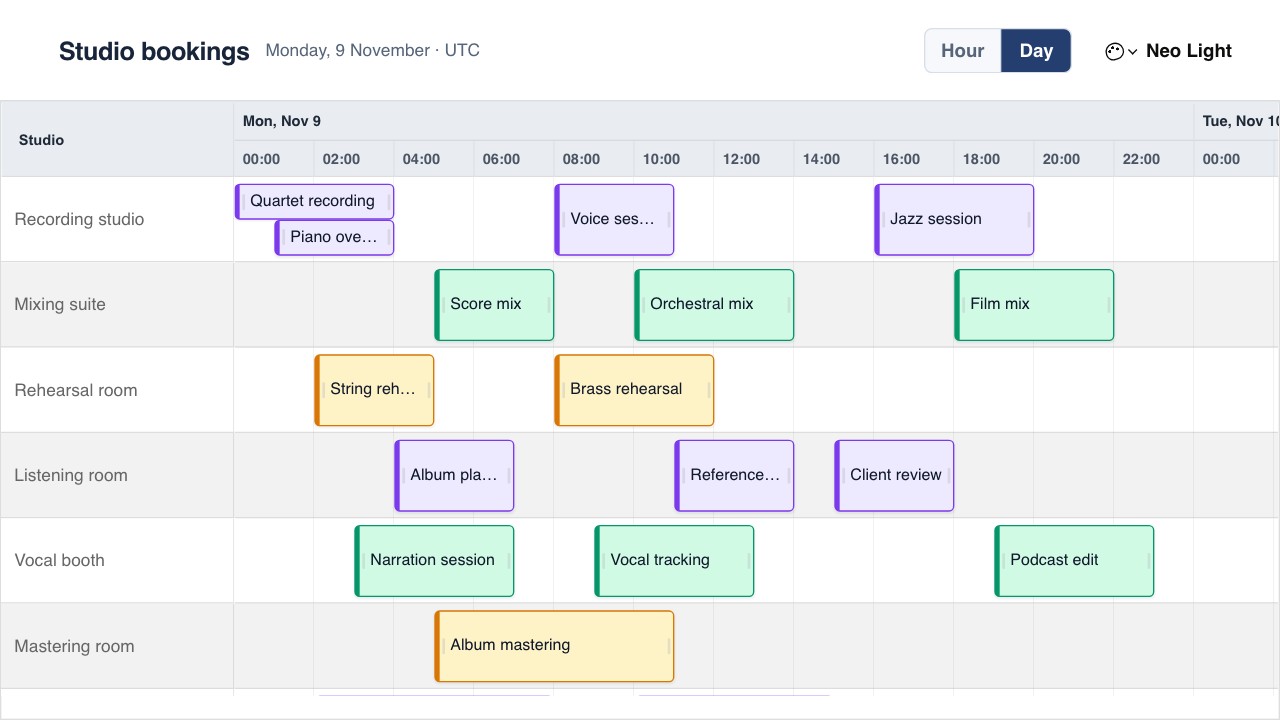 Studio bookings
Monday, 9 November · UTC
Hour
Day
Neo Light
Studio
Mon, Nov 9
Tue, Nov 10
00:00
02:00
04:00
06:00
08:00
10:00
12:00
14:00
16:00
18:00
20:00
22:00
00:00
Recording studio
Quartet recording
Piano ove…
Voice ses…
Jazz session
Mixing suite
Score mix
Orchestral mix
Film mix
Rehearsal room
String reh…
Brass rehearsal
Listening room
Album pla…
Reference…
Client review
Vocal booth
Narration session
Vocal tracking
Podcast edit
Mastering room
Album mastering